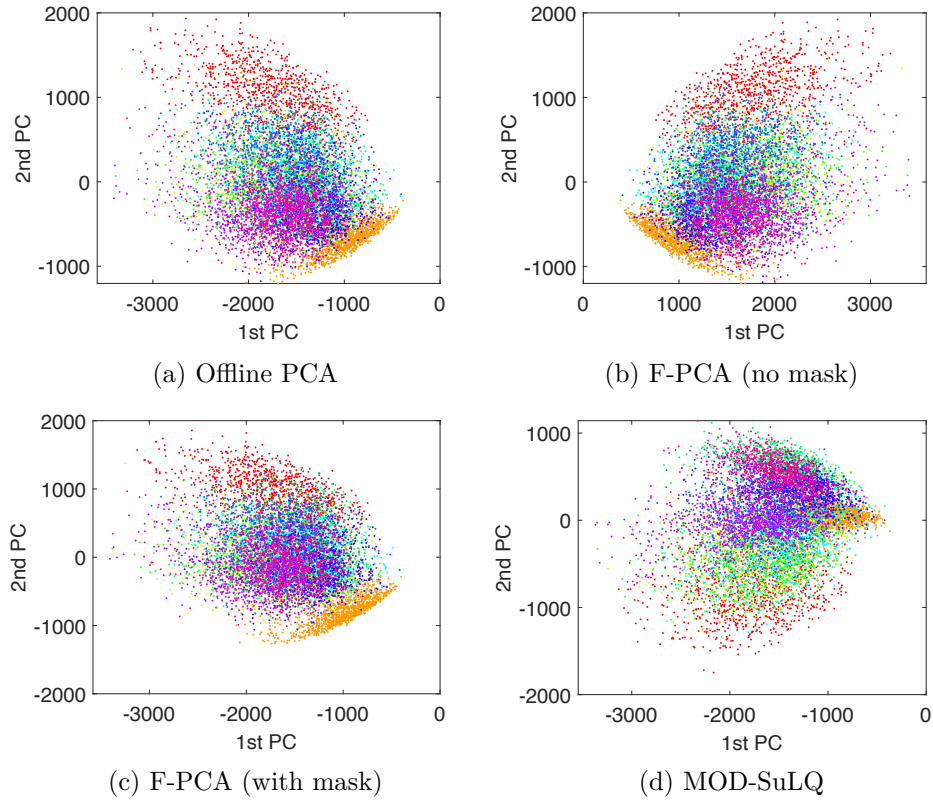 2000
1000
0
-1000
2nd PC
-3000 -2000 -1000 0
1st PC
(a) Offline PCA
2000
1000
0
-1000
2nd PC
0 1000 2000 3000
1st PC
(b) F-PCA (no mask)
2000
1000
0
-1000
-2000
2nd PC
-3000 -2000 -1000 0
1st PC
(c) F-PCA (with mask)
1000
0
-1000
-2000
2nd PC
-3000 -2000 -1000 0
1st PC
(d) MOD-SuLQ